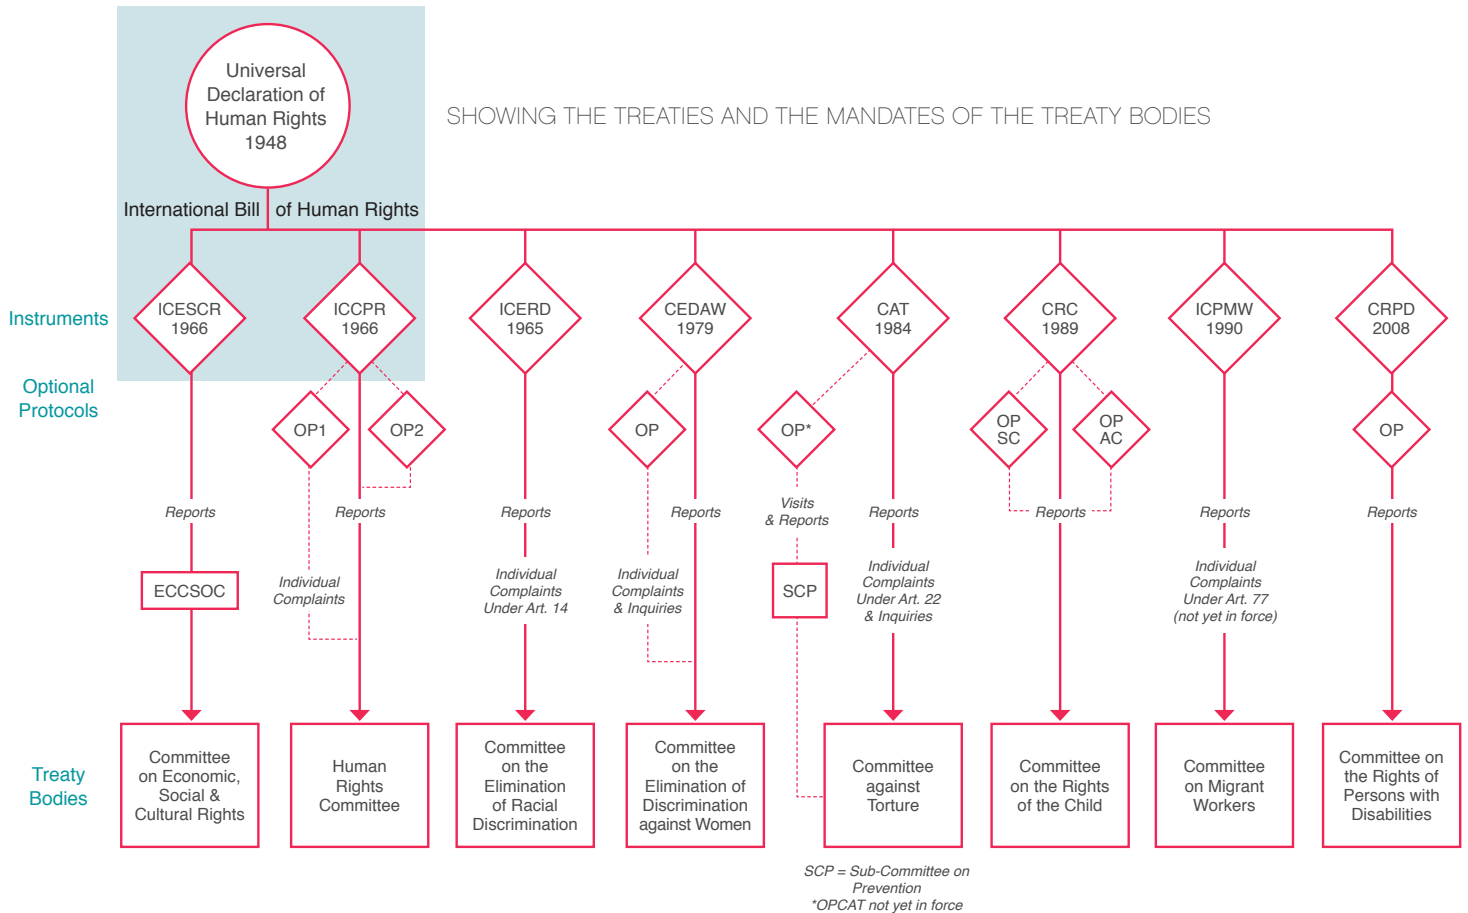 Universal
Declaration of
Human Rights
1948
SHOWING THE TREATIES AND THE MANDATES OF THE TREATY BODIES
International Bill of Human Rights
Instruments
ICESCR
1966
ICCPR
1966
ICERD
1965
CEDAW
1979
CAT
1984
CRC
1989
ICPMW
1990
CRPD
2008
Optional
Protocols
OP1
OP2
OP
OP*
OP
SC
OP
AC
OP
Reports
Reports
Reports
Reports
Visits
& Reports
Reports
Reports
Reports
Reports
ECCSOC
Individual
Complaints
Individual
Complaints
Under Art. 14
Individual
Complaints
& Inquiries
SCP
Individual
Complaints
Under Art. 22
& Inquiries
Individual
Complaints
Under Art. 77
(not yet in force)
Treaty
Bodies
Committee
on Economic,
Social &
Cultural Rights
Human
Rights
Committee
Committee
on the
Elimination
of Racial
Discrimination
Committee
on the
Elimination of
Discrimination
against Women
Committee
against
Torture
Committee
on the Rights
of the Child
Committee
on Migrant
Workers
Committee on
the Rights of
Persons with
Disabilities
SCP = Sub-Committee on
Prevention
*OPCAT not yet in force